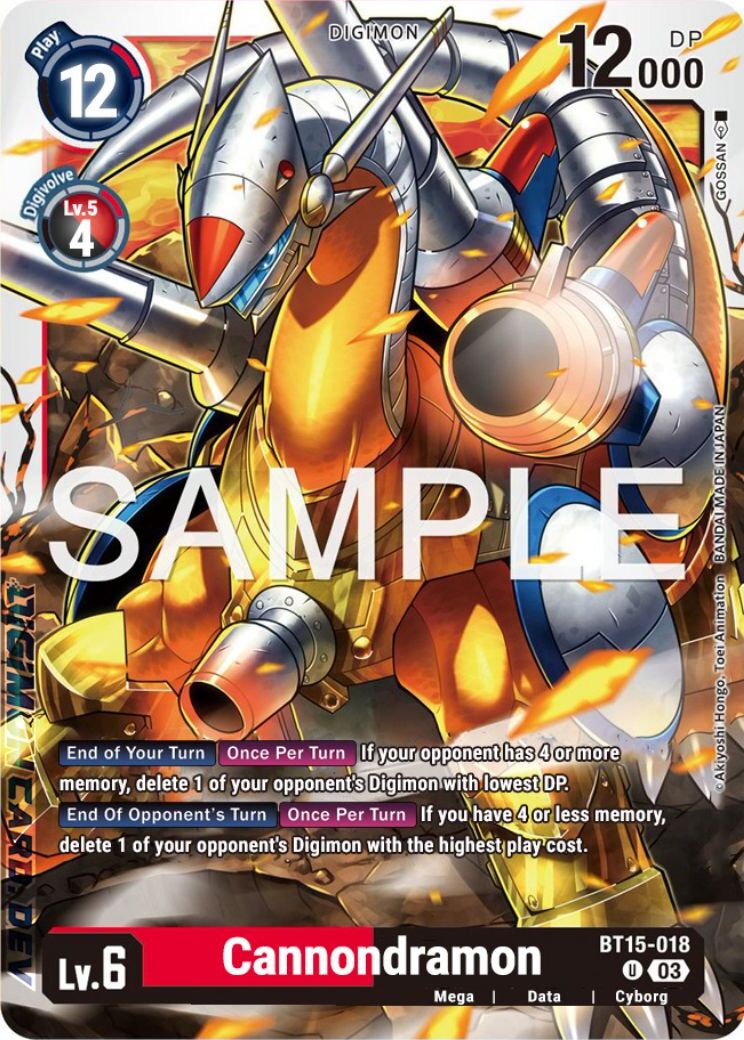 DIGIMON
Play
12
12000
DP
Digivolve
Lv.5
4
GOSSAN
SAMPLE
©Akiyoshi Hongo, Toei Animation BANDAI MADE IN JAPAN
DIGIMON CARD.DEV
End of Your Turn Once Per Turn If your opponent has 4 or more
memory, delete 1 of your opponent's Digimon with lowest DP.
End Of Opponent's Turn Once Per Turn If you have 4 or less memory,
delete 1 of your opponent's Digimon with the highest play cost.
Lv.6
Cannondramon
BT15-018
U 03
Mega | Data | Cyborg